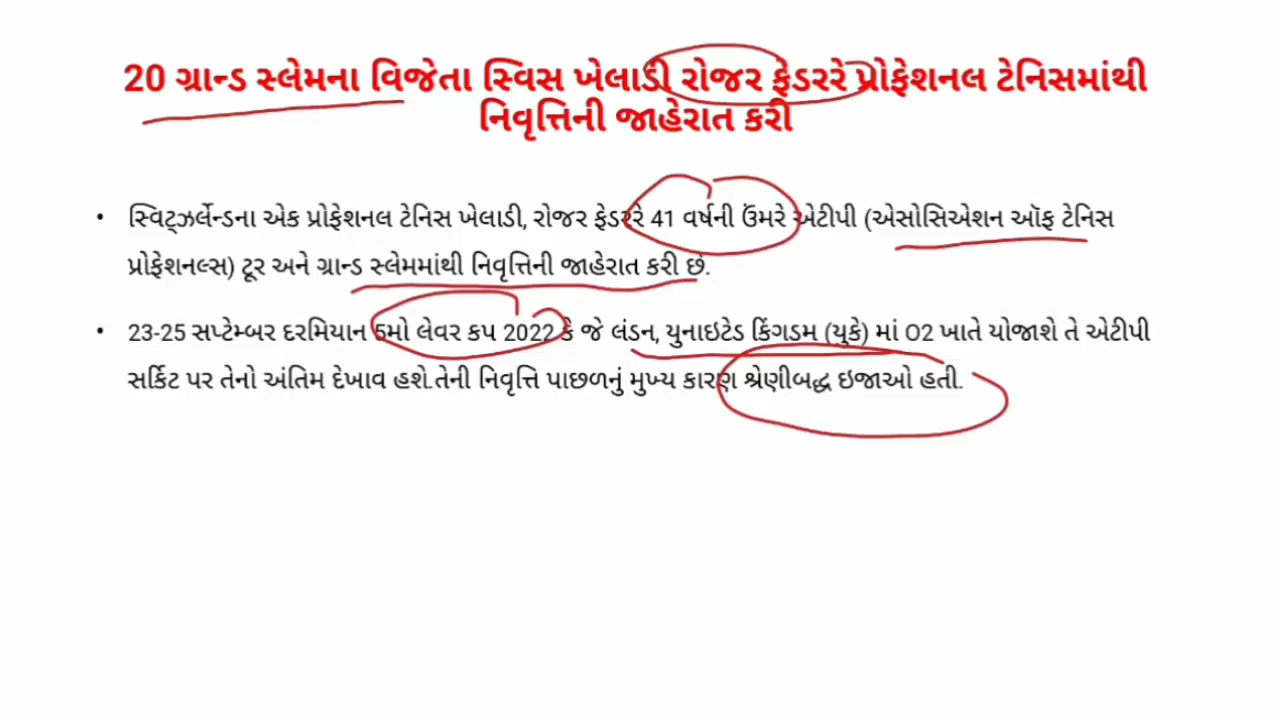 20 ગ્રાન્ડ સ્લેમના વિજેતા સ્વિસ ખેલાડી રોજર ફેડરરે પ્રોફેશનલ ટેનિસમાંથી
નિવૃત્તિની જાહેરાત કરી
• સ્વિટ્ઝર્લેન્ડના એક પ્રોફેશનલ ટેનિસ ખેલાડી, રોજર ફેડરરે 41 વર્ષની ઉંમરે એટીપી (એસોસિએશન ઑફ ટેનિસ
પ્રોફેશનલ્સ) ટૂર અને ગ્રાન્ડ સ્લેમમાંથી નિવૃત્તિની જાહેરાત કરી છે.
• 23-25 સપ્ટેમ્બર દરમિયાન 5મો લેવર કપ 2022 કે જે લંડન, યુનાઇટેડ કિંગડમ (યુકે) માં O2 ખાતે યોજાશે તે એટીપી
સર્કિટ પર તેનો અંતિમ દેખાવ હશે.તેની નિવૃત્તિ પાછળનું મુખ્ય કારણ શ્રેણીબદ્ધ ઇજાઓ હતી.